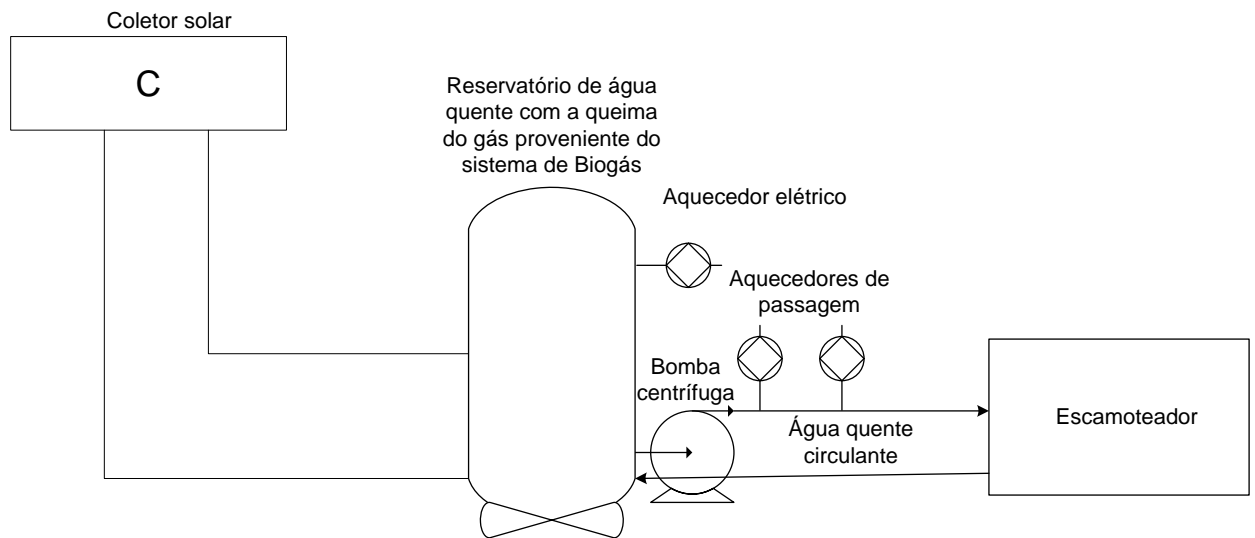 Coletor solar
C
Reservatório de água
quente com a queima
do gás proveniente do
sistema de Biogás
Aquecedor elétrico
Aquecedores de
passagem
Bomba
centrífuga
Água quente
circulante
Escamoteador